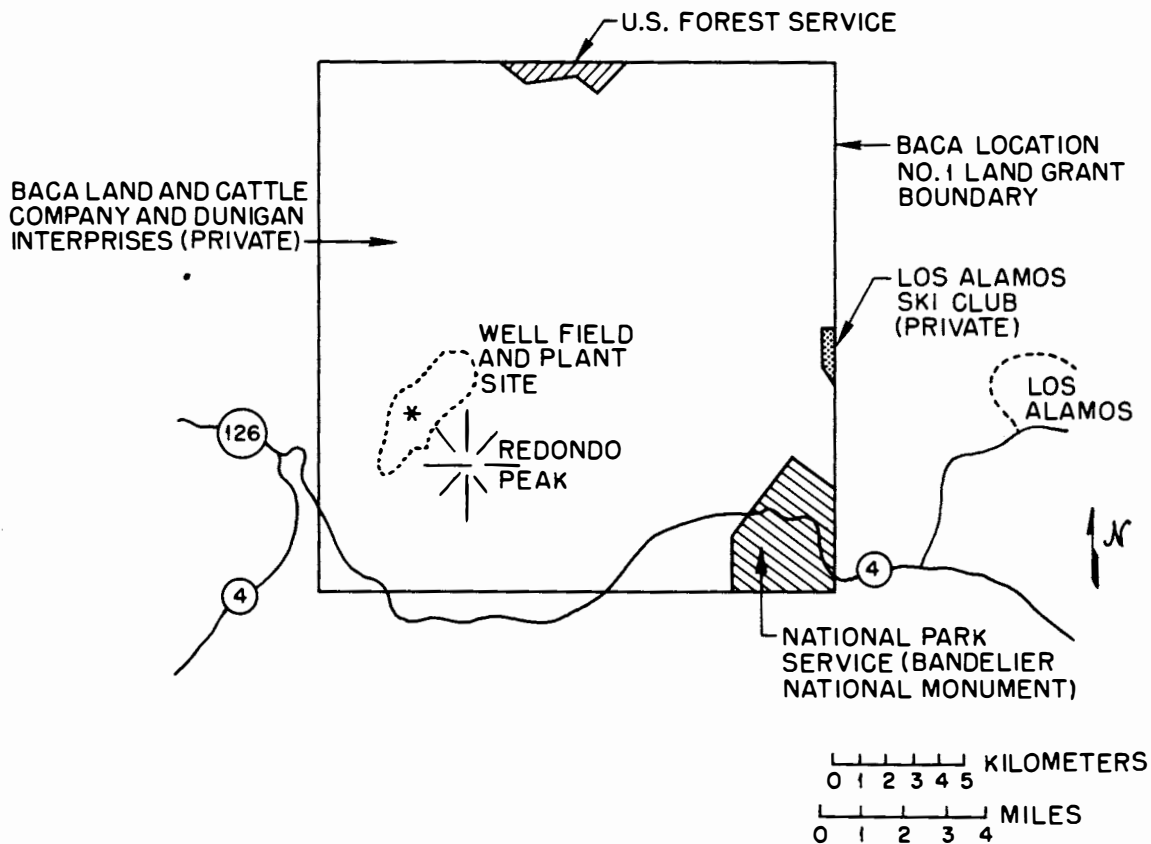 U.S. FOREST SERVICE
BACA LOCATION
NO.1 LAND GRANT
BOUNDARY
BACA LAND AND CATTLE
COMPANY AND DUNIGAN
INTERPRISES (PRIVATE)
LOS ALAMOS
SKI CLUB
(PRIVATE)
WELL FIELD
AND PLANT
SITE
LOS
ALAMOS
126
REDONDO
PEAK
N
4
4
NATIONAL PARK
SERVICE (BANDELIER
NATIONAL MONUMENT)
KILOMETERS
0 1 2 3 4 5
MILES
0 1 2 3 4